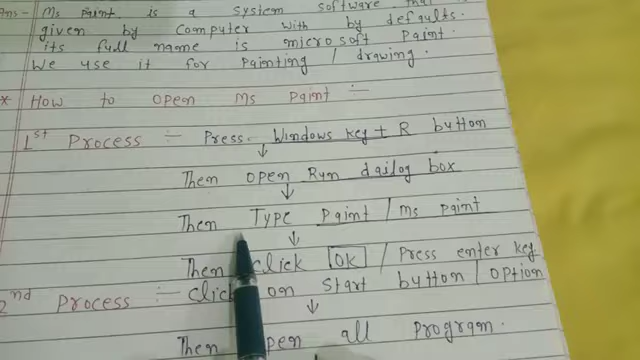 Ans - Ms Paint is a system software that is
given by computer with by defaults.
its full name is microsoft paint.
We use it for painting / drawing.
* How to open ms paint :-
1st Process :- Press Windows key + R button
Then open Run dailog box
Then Type Paint / ms paint
Then click OK / Press enter key
2nd Process :- click on start button / option
Then open all program.